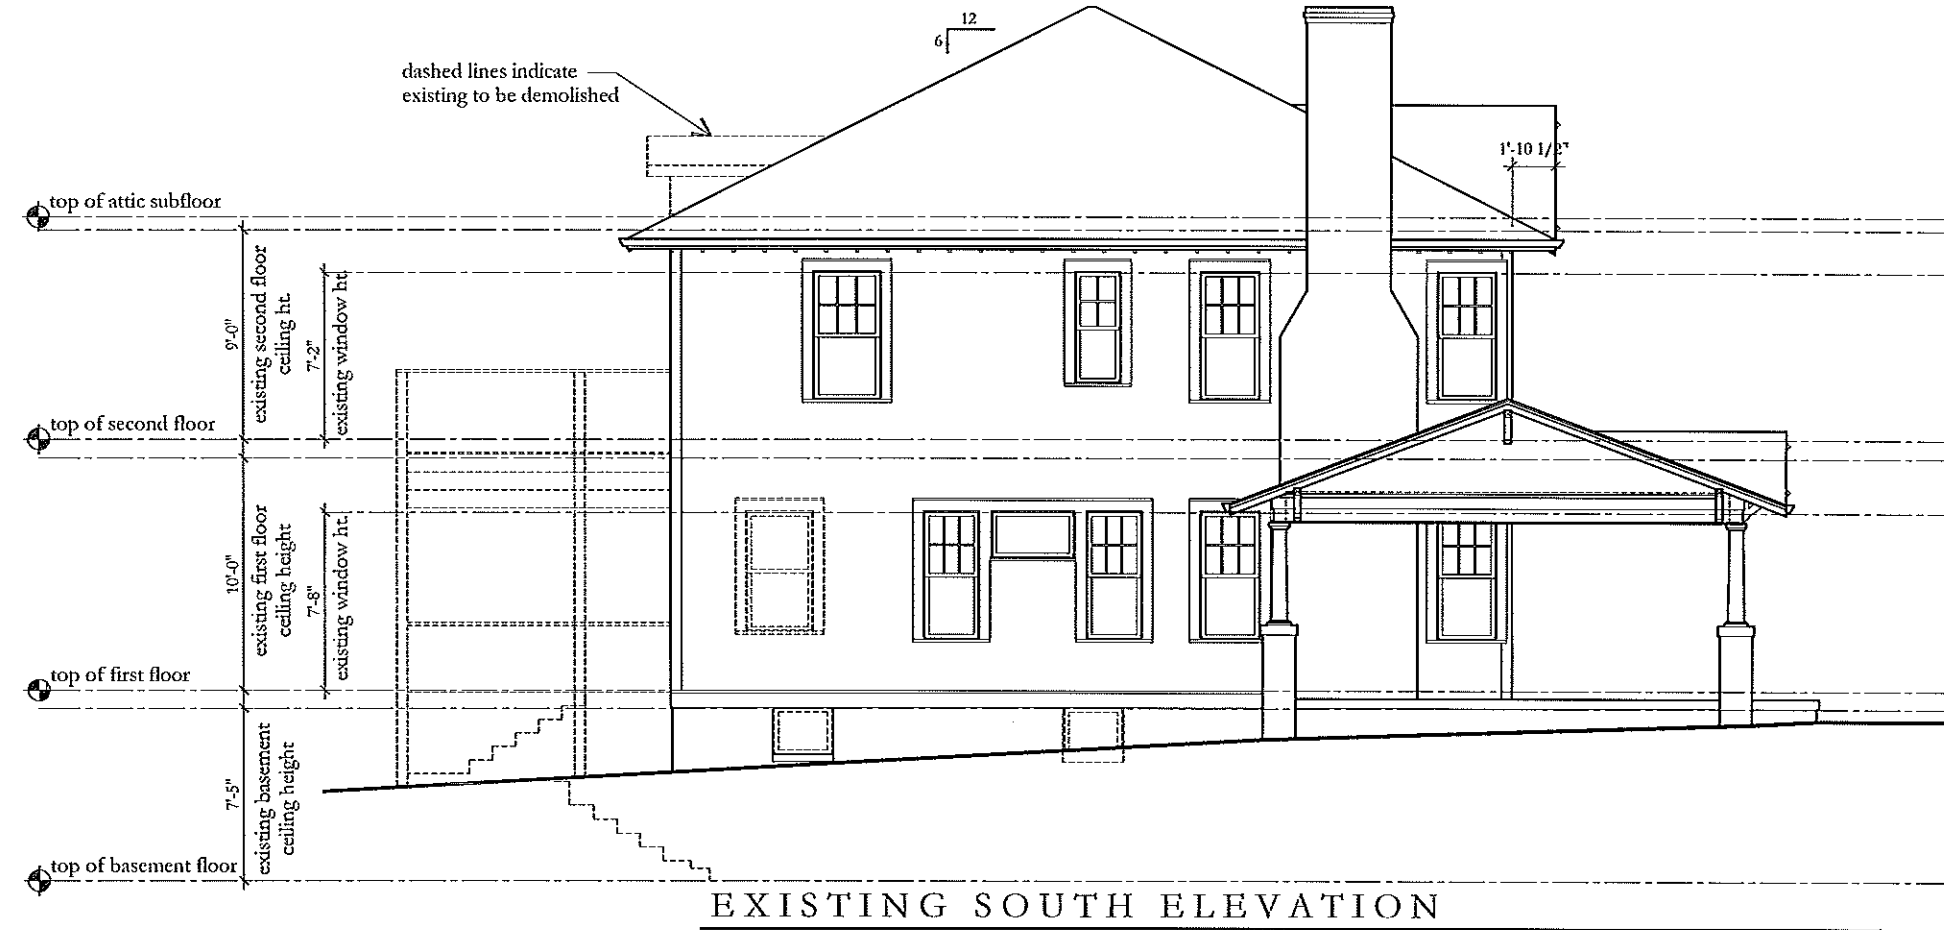 12
6
dashed lines indicate
existing to be demolished
1'-10 1/2"
top of attic subfloor
9'-0"
existing second floor
ceiling ht.
7'-2"
existing window ht.
top of second floor
10'-0"
existing first floor
ceiling height
7'-8"
existing window ht.
top of first floor
7'-5"
existing basement
ceiling height
top of basement floor
EXISTING SOUTH ELEVATION